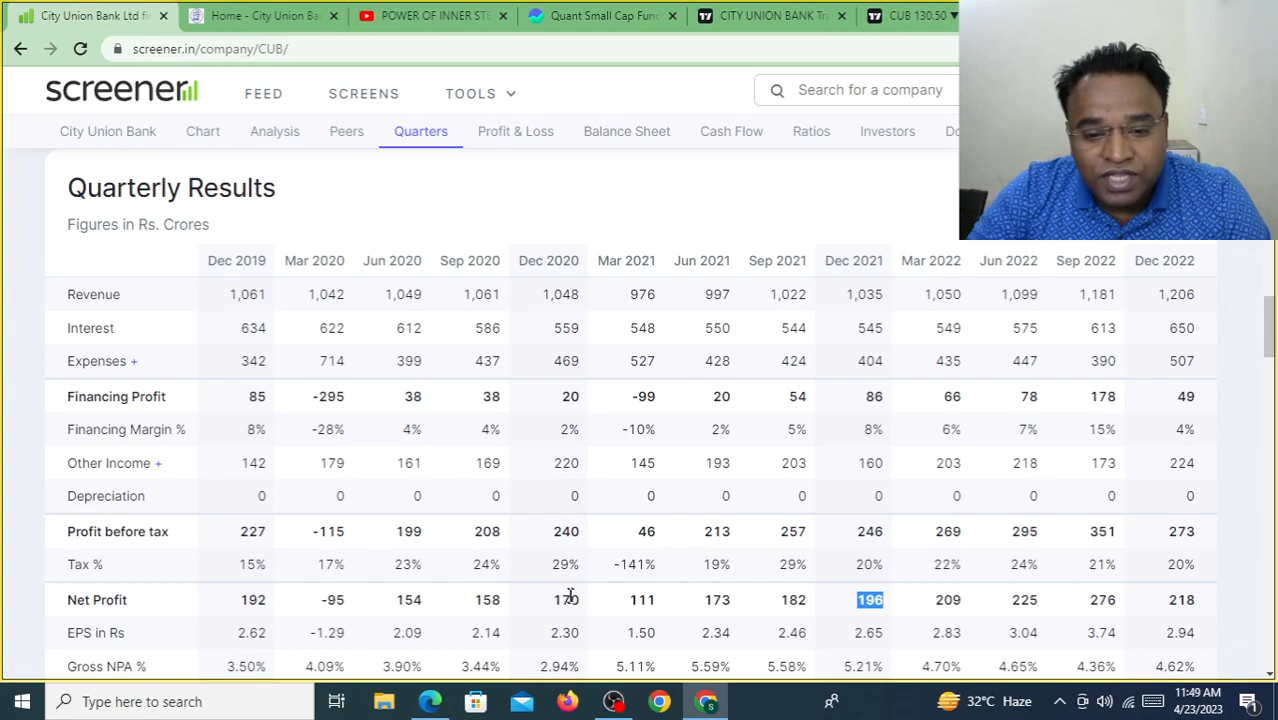 City Union Bank Ltd fi
Home - City Union Ba
POWER OF INNER STR
Quant Small Cap Func
CITY UNION BANK Tra
CUB 130.50
screener.in/company/CUB/
screener
FEED
SCREENS
TOOLS
Search for a company
City Union Bank Chart Analysis Peers Quarters Profit & Loss Balance Sheet Cash Flow Ratios Investors Do
Quarterly Results
Figures in Rs. Crores
Dec 2019 Mar 2020 Jun 2020 Sep 2020 Dec 2020 Mar 2021 Jun 2021 Sep 2021 Dec 2021 Mar 2022 Jun 2022 Sep 2022 Dec 2022
Revenue 1,061 1,042 1,049 1,061 1,048 976 997 1,022 1,035 1,050 1,099 1,181 1,206
Interest 634 622 612 586 559 548 550 544 545 549 575 613 650
Expenses + 342 714 399 437 469 527 428 424 404 435 447 390 507
Financing Profit 85 -295 38 38 20 -99 20 54 86 66 78 178 49
Financing Margin % 8% -28% 4% 4% 2% -10% 2% 5% 8% 6% 7% 15% 4%
Other Income + 142 179 161 169 220 145 193 203 160 203 218 173 224
Depreciation 0 0 0 0 0 0 0 0 0 0 0 0 0
Profit before tax 227 -115 199 208 240 46 213 257 246 269 295 351 273
Tax % 15% 17% 23% 24% 29% -141% 19% 29% 20% 22% 24% 21% 20%
Net Profit 192 -95 154 158 170 111 173 182 196 209 225 276 218
EPS in Rs 2.62 -1.29 2.09 2.14 2.30 1.50 2.34 2.46 2.65 2.83 3.04 3.74 2.94
Gross NPA % 3.50% 4.09% 3.90% 3.44% 2.94% 5.11% 5.59% 5.58% 5.21% 4.70% 4.65% 4.36% 4.62%
Type here to search
32°C Haze
11:49 AM
4/23/2023